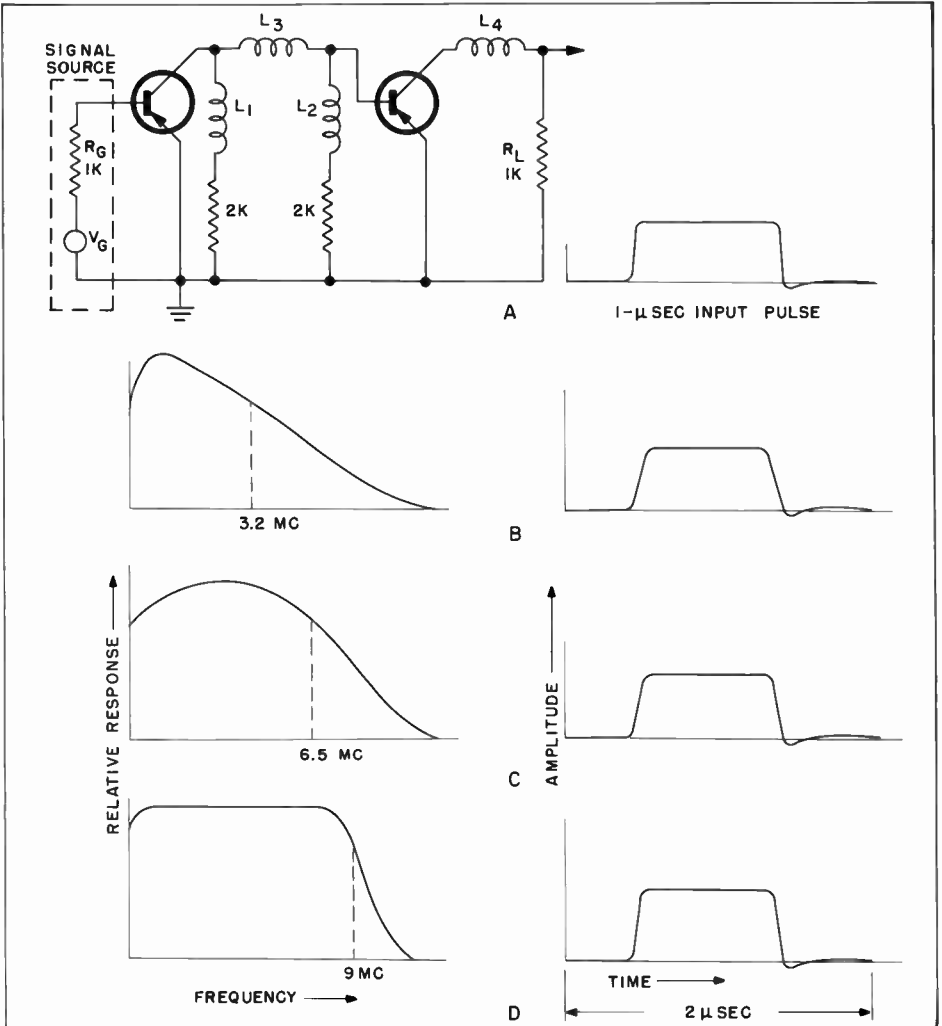 SIGNAL
SOURCE
L3
L4
L1
L2
RG
1K
RL
1K
2K
2K
VG
A
1-μSEC INPUT PULSE
3.2 MC
B
RELATIVE RESPONSE
AMPLITUDE
6.5 MC
C
9 MC
FREQUENCY
TIME
D
2 μSEC